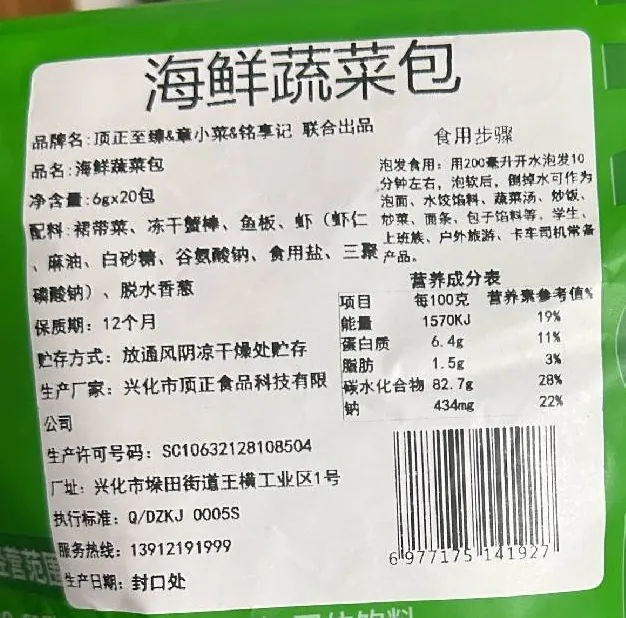 海鲜蔬菜包
品牌名:顶正至臻&章小菜&铭享记 联合出品
品名:海鲜蔬菜包
净含量:6gx20包
配料:裙带菜、冻干蟹棒、鱼板、虾(虾仁
、麻油、白砂糖、谷氨酸钠、食用盐、三聚
磷酸钠)、脱水香葱
保质期:12个月
贮存方式:放通风阴凉干燥处贮存
生产厂家:兴化市顶正食品科技有限
公司
生产许可号码:SC10632128108504
厂址:兴化市垛田街道王横工业区1号
执行标准:Q/DZKJ 0005S
服务热线:13912191999
生产日期:封口处
食用步骤
泡发食用:用200毫升开水泡发10
分钟左右,泡软后,倒掉水可作为
泡面、水饺馅料、蔬菜汤、炒饭、
炒菜、面条、包子馅料等。学生、
上班族、户外旅游、卡车司机常备
产品。
营养成分表
项目 每100克 营养素参考值%
能量 1570KJ 19%
蛋白质 6.4g 11%
脂肪 1.5g 3%
碳水化合物 82.7g 28%
钠 434mg 22%
6 977175 141927